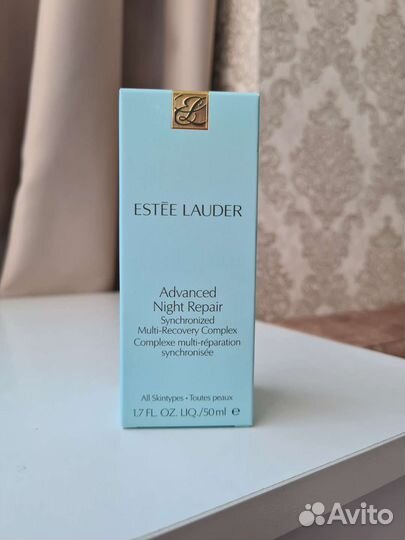 ESTĒE LAUDER
Advanced
Night Repair
Synchronized
Multi-Recovery Complex
Complexe multi-réparation
synchronisée
All Skintypes • Toutes peaux
1.7 FL. OZ. LIQ./50 ml ℮
Avito